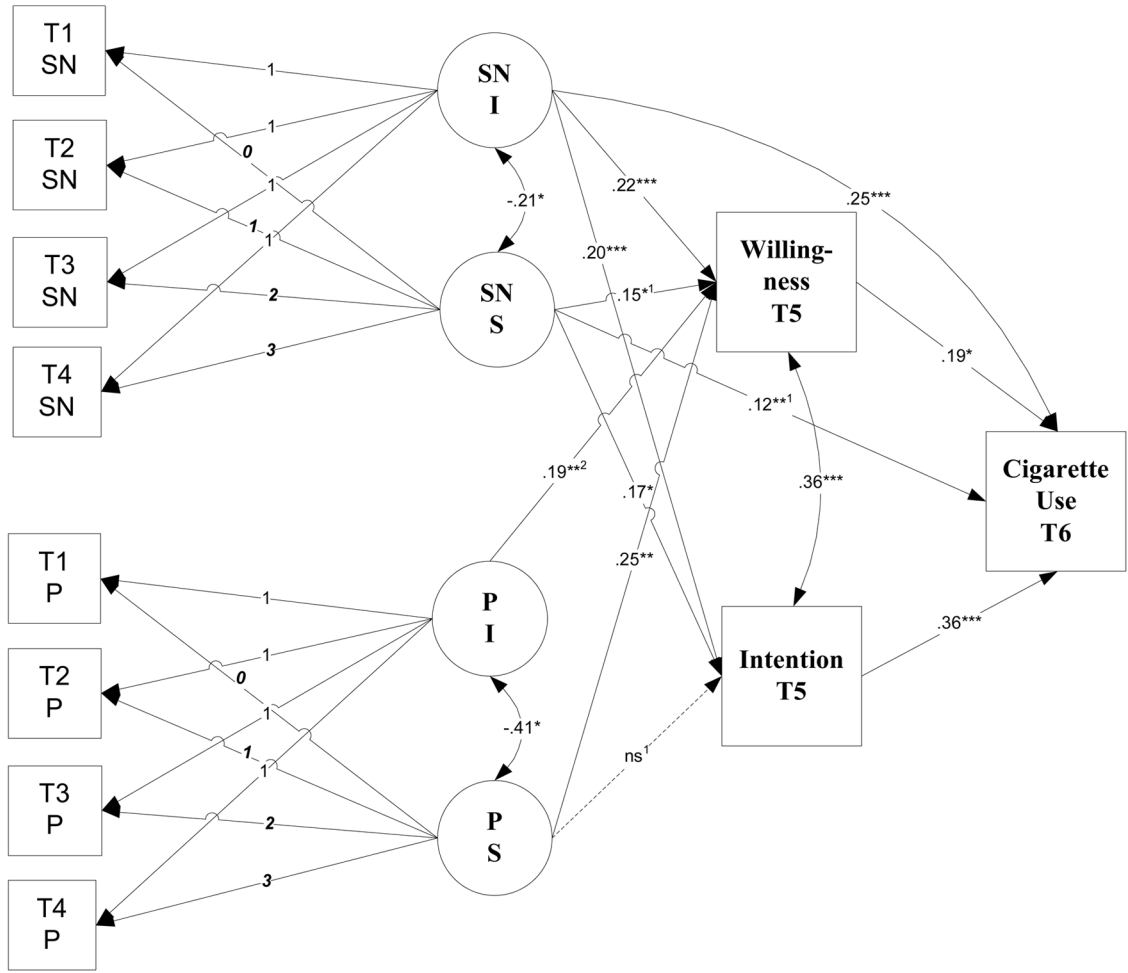 T1
SN
T2
SN
T3
SN
T4
SN
1
1
0
1
1
1
2
3
SN
I
-.21*
SN
S
.22***
.25***
.20***
.15*¹
.12**¹
Willing-
ness
T5
.19*
.36***
Cigarette
Use
T6
.19**²
.17*
.25**
T1
P
T2
P
T3
P
T4
P
1
1
0
1
1
1
2
3
P
I
-.41*
P
S
ns¹
Intention
T5
.36***